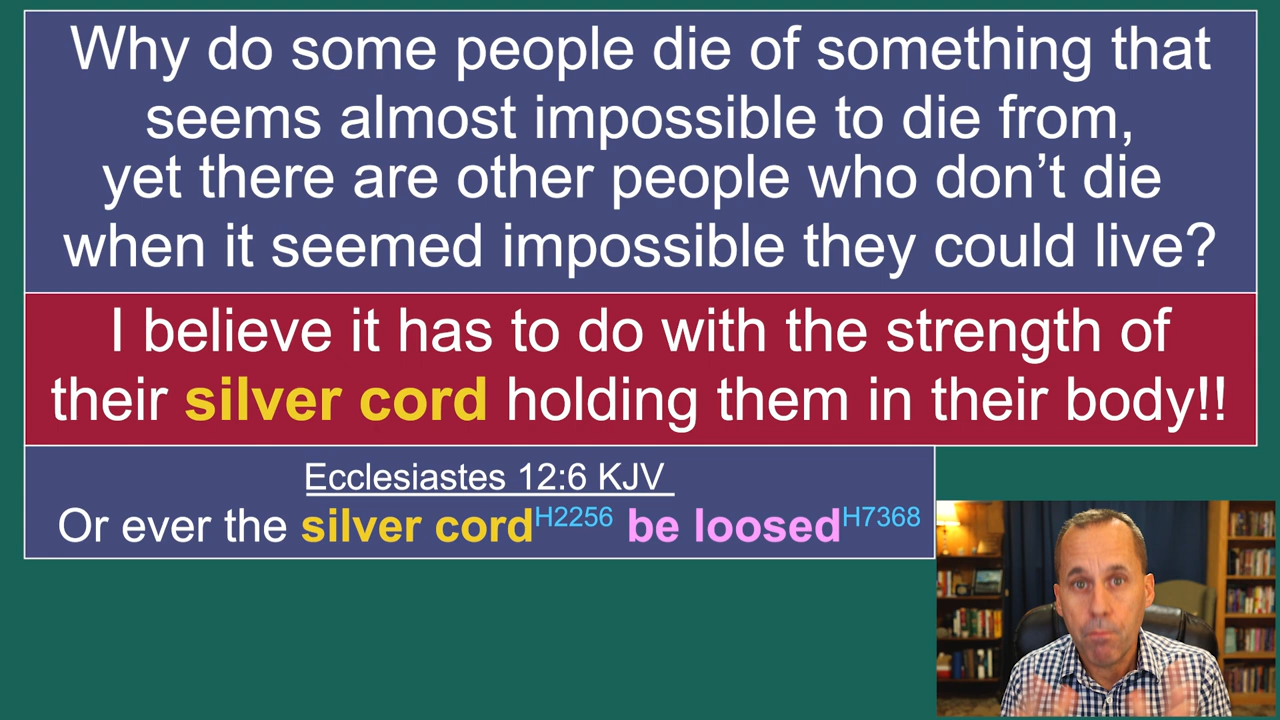 Why do some people die of something that
seems almost impossible to die from,
yet there are other people who don’t die
when it seemed impossible they could live?
I believe it has to do with the strength of
their silver cord holding them in their body!!
Ecclesiastes 12:6 KJV
Or ever the silver cordH2256 be loosedH7368